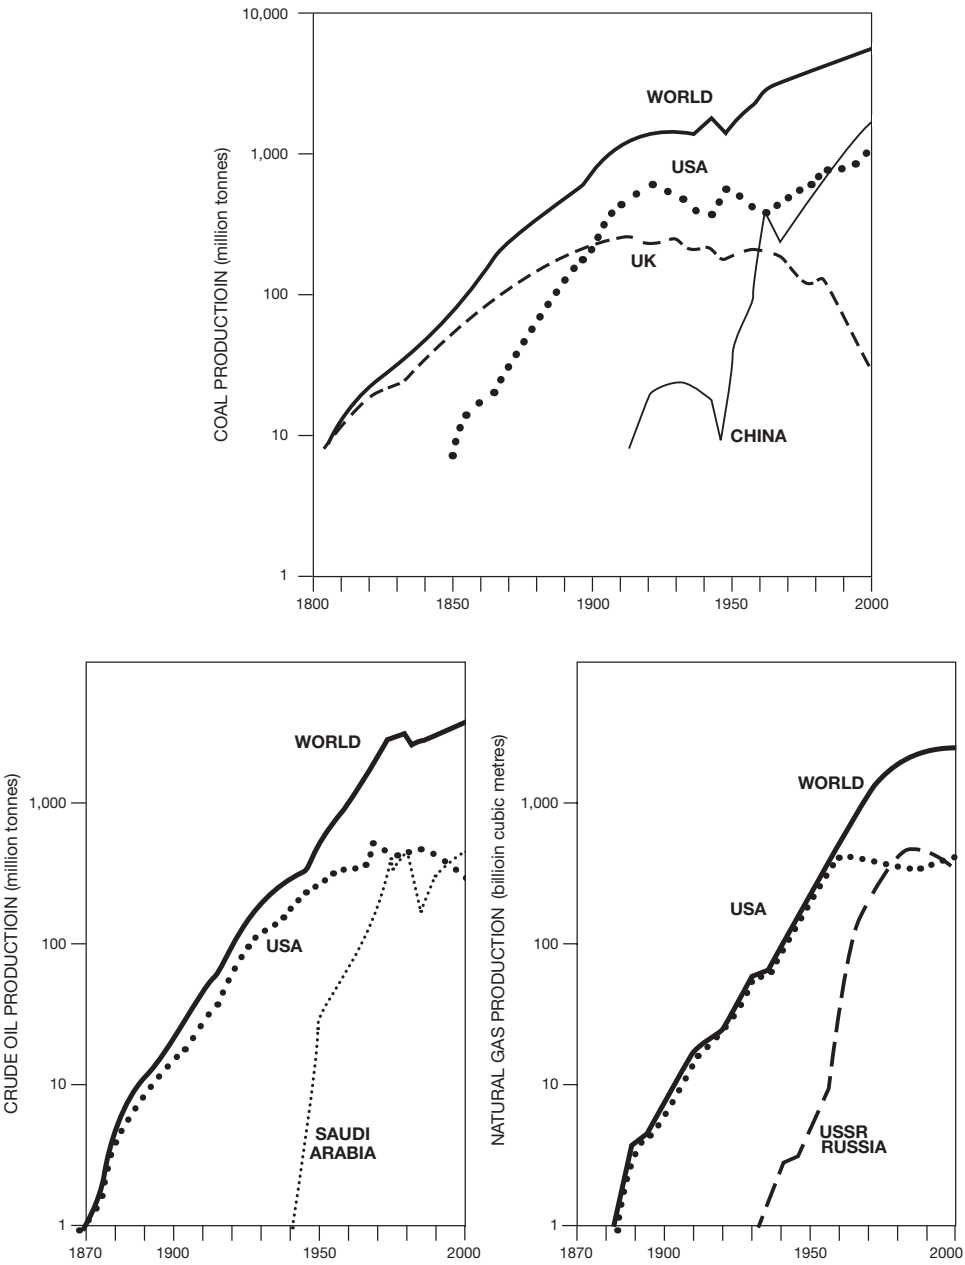 10,000
WORLD
1,000
USA
COAL PRODUCTIOIN (million tonnes)
UK
100
10
CHINA
1
1800 1850 1900 1950 2000
WORLD
CRUDE OIL PRODUCTIOIN (million tonnes)
1,000
USA
100
10
SAUDI
ARABIA
1
1870 1900 1950 2000
NATURAL GAS PRODUCTION (billioin cubic metres)
WORLD
1,000
USA
100
10
USSR
RUSSIA
1
1870 1900 1950 2000